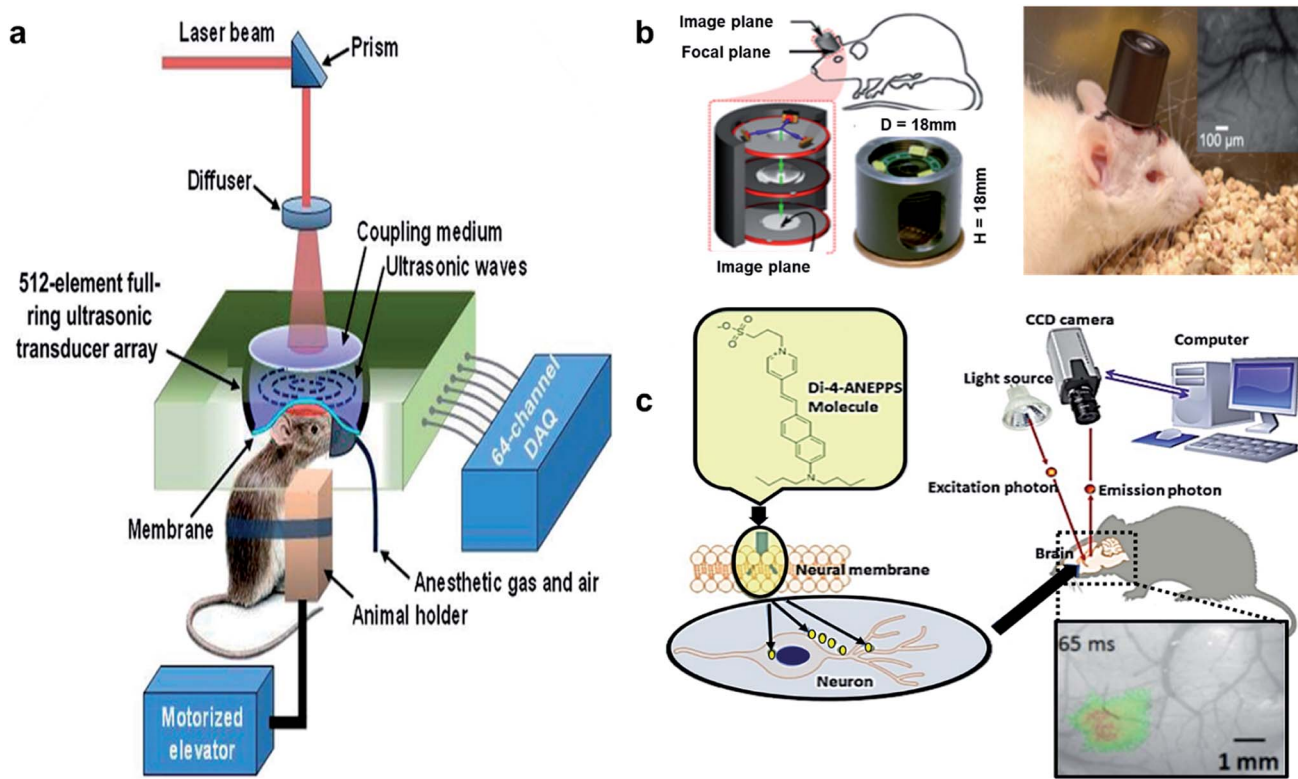 a
Laser beam
Prism
Diffuser
Coupling medium
Ultrasonic waves
512-element full-
ring ultrasonic
transducer array
64-channel
DAQ
Membrane
Anesthetic gas and air
Animal holder
Motorized
elevator
b
Image plane
Focal plane
D = 18mm
H = 18mm
Image plane
100 µm
c
O
O
S
O
N
N
Di-4-ANEPPS
Molecule
Neural membrane
Neuron
CCD camera
Computer
Light source
Excitation photon
Emission photon
Brain
65 ms
1 mm